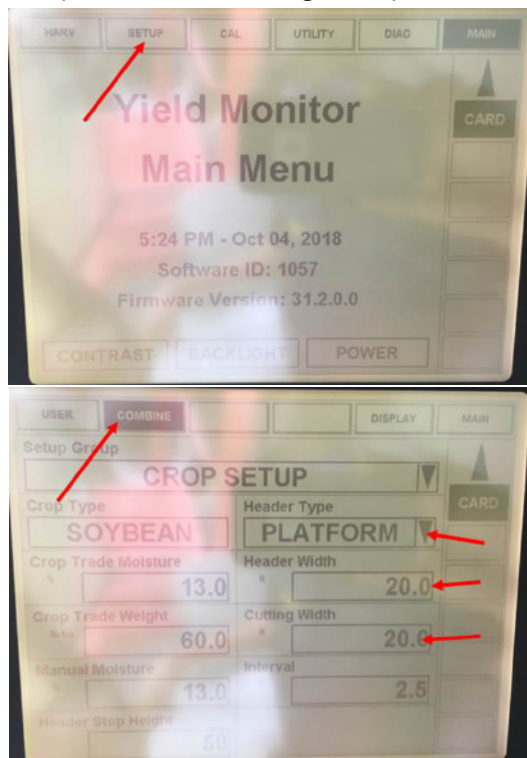 HARV SETUP CAL UTILITY DIAG MAIN
Yield Monitor
CARD
Main Menu
5:24 PM - Oct 04, 2018
Software ID: 1057
Firmware Version: 31.2.0.0
CONTRAST BACKLIGHT POWER
USER COMBINE DISPLAY MAIN
Setup Group
CROP SETUP
Crop Type Header Type
CARD
SOYBEAN PLATFORM
Crop Trade Moisture Header Width
% 13.0 ft 20.0
Crop Trade Weight Cutting Width
60.0 ft 20.0
Manual Moisture Interval
13.0 2.5
Header Stop Height
50